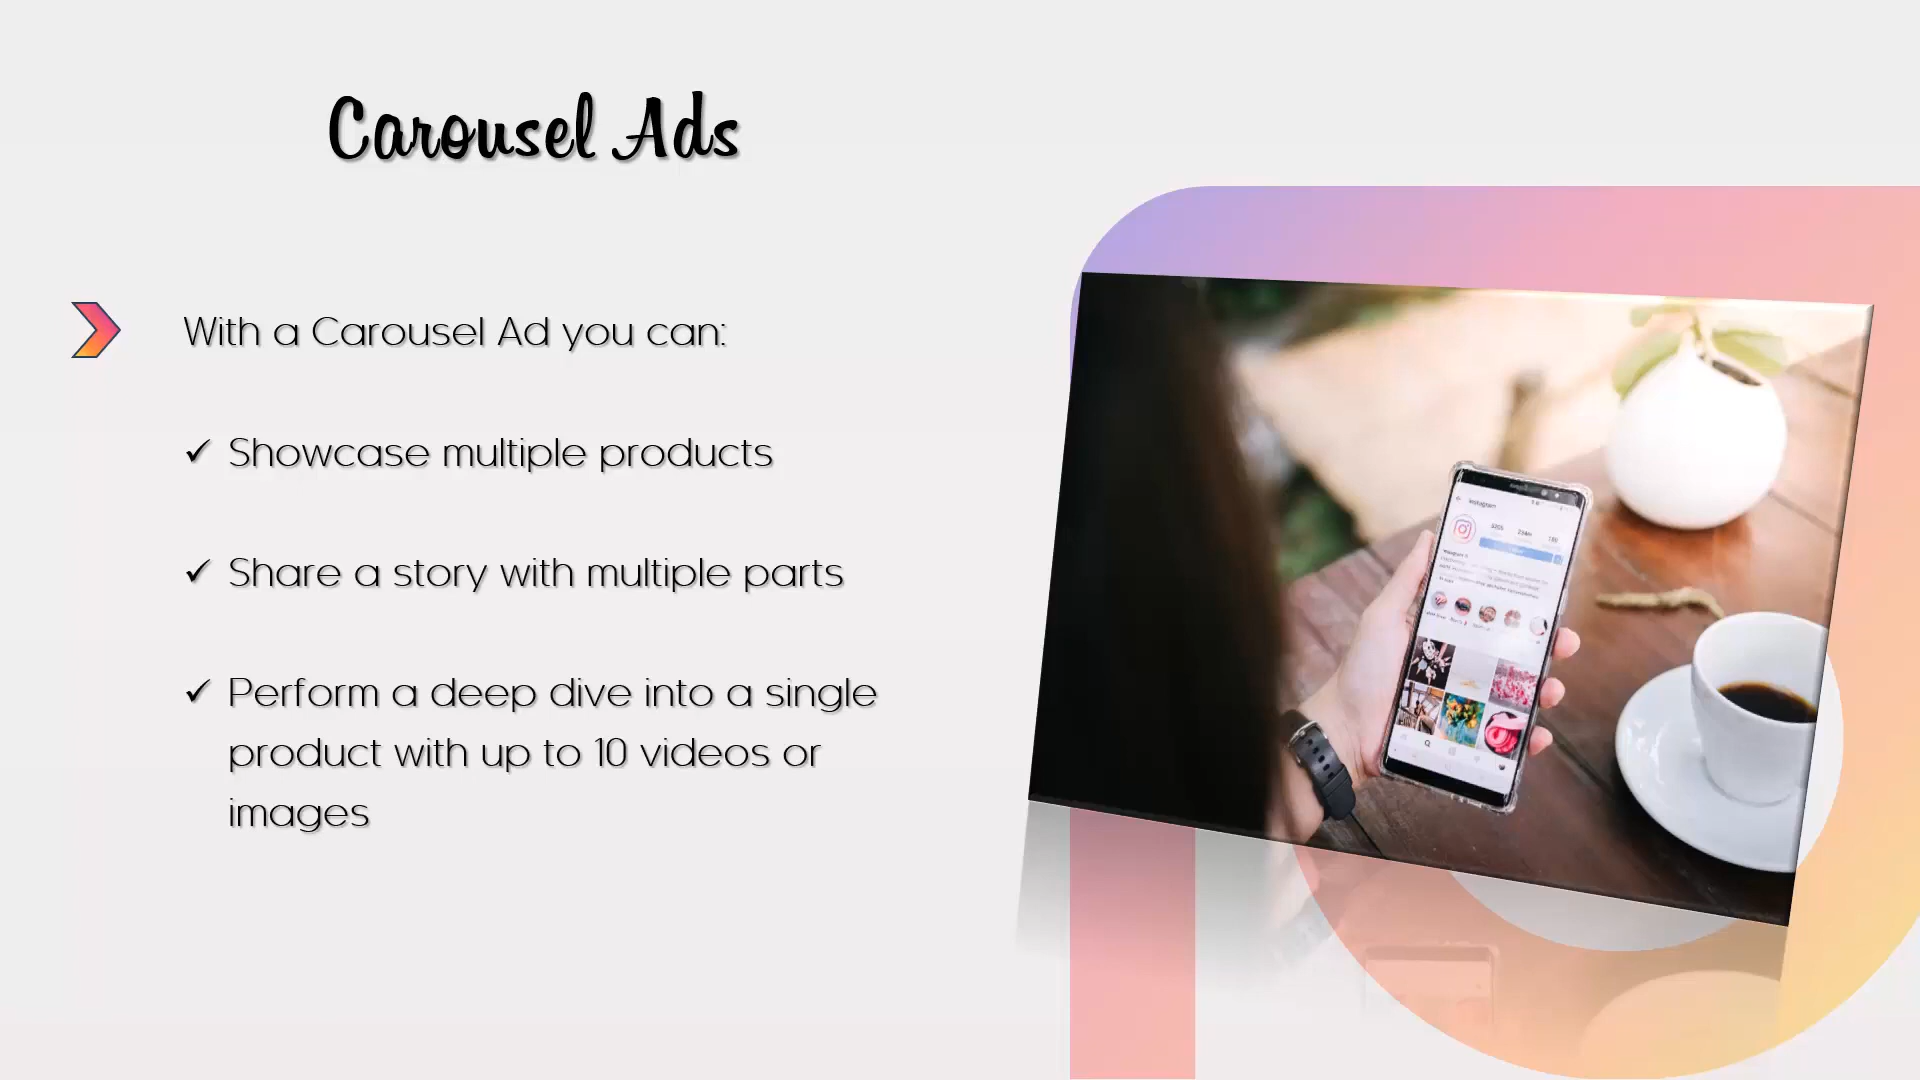 Carousel Ads
With a Carousel Ad you can:
✓ Showcase multiple products
✓ Share a story with multiple parts
✓ Perform a deep dive into a single
product with up to 10 videos or
images
instagram